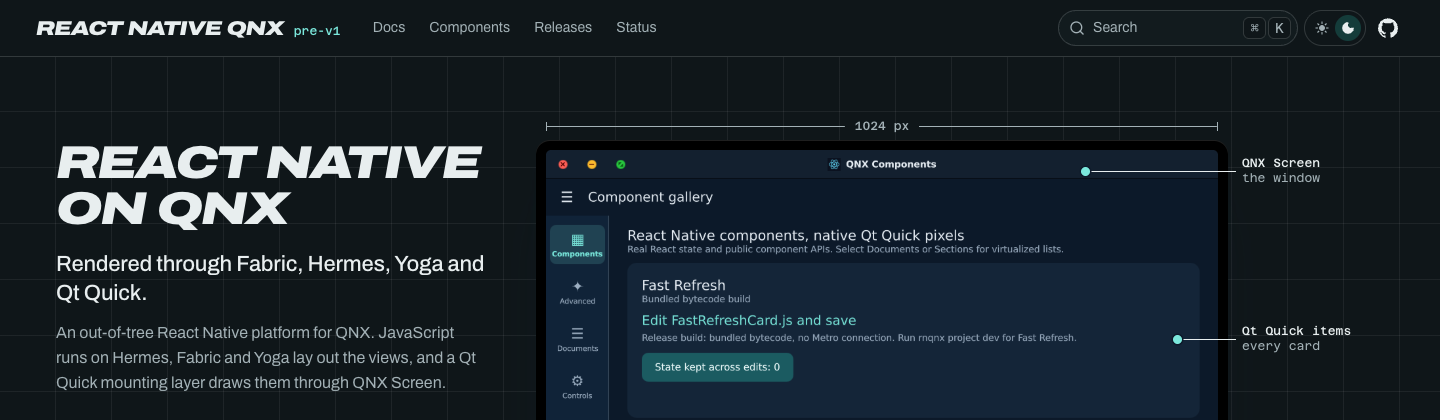 REACT NATIVE QNX pre-v1 Docs Components Releases Status Search ⌘ K
REACT NATIVE
ON QNX
Rendered through Fabric, Hermes, Yoga and
Qt Quick.
An out-of-tree React Native platform for QNX. JavaScript
runs on Hermes, Fabric and Yoga lay out the views, and a Qt
Quick mounting layer draws them through QNX Screen.
1024 px
QNX Components
Component gallery
Components
Advanced
Documents
Controls
React Native components, native Qt Quick pixels
Real React state and public component APIs. Select Documents or Sections for virtualized lists.
Fast Refresh
Bundled bytecode build
Edit FastRefreshCard.js and save
Release build: bundled bytecode, no Metro connection. Run rnqnx project dev for Fast Refresh.
State kept across edits: 0
QNX Screen
the window
Qt Quick items
every card